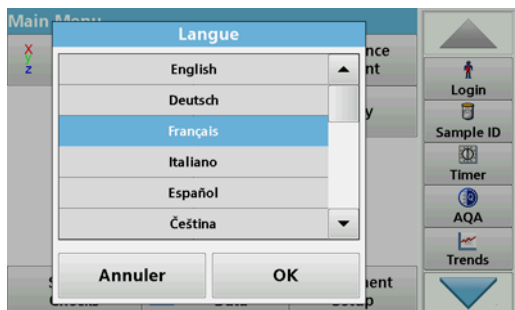 Main Menu
Langue
X
y
z
English
Deutsch
Français
Italiano
Español
Čeština
Annuler
OK
Login
Sample ID
Timer
AQA
Trends